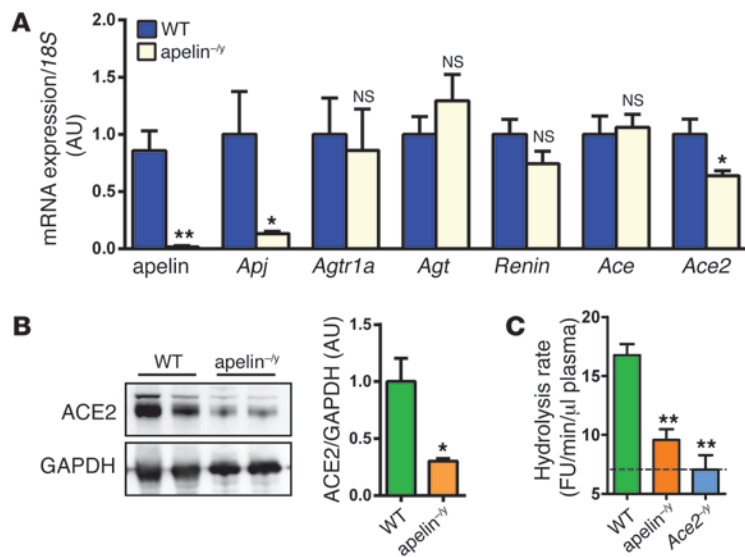 A
WT
apelin–/y
mRNA expression/18S
(AU)
2.0
1.5
1.0
0.5
0.0
**
*
NS
NS
NS
NS
*
apelin
Apj
Agtr1a
Agt
Renin
Ace
Ace2
B
WT
apelin–/y
ACE2
GAPDH
ACE2/GAPDH (AU)
1.5
1.0
0.5
0.0
*
WT
apelin–/y
C
Hydrolysis rate
(FU/min/μl plasma)
20
15
10
5
**
**
WT
apelin–/y
Ace2–/y